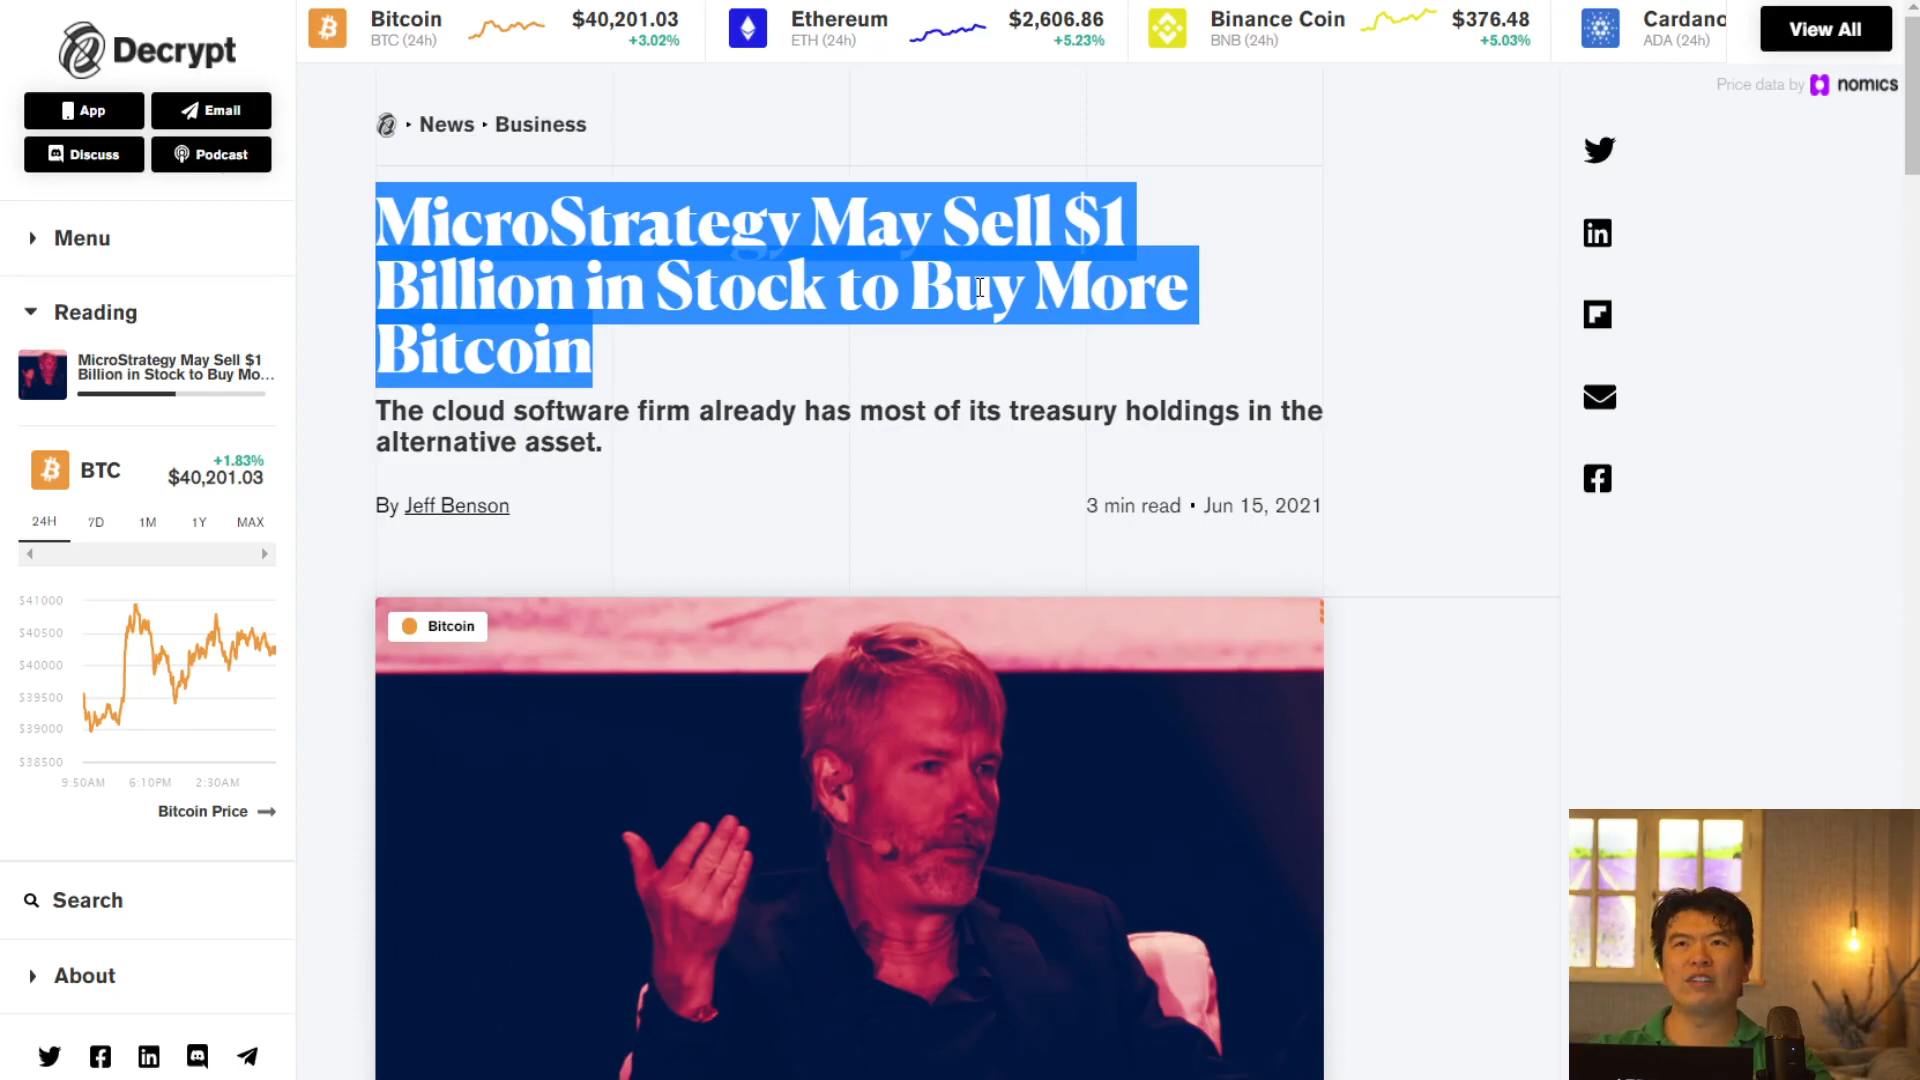 Decrypt
App
Email
Discuss
Podcast
Menu
Reading
MicroStrategy May Sell $1
Billion in Stock to Buy Mo...
BTC
+1.83%
$40,201.03
24H 7D 1M 1Y MAX
$41000
$40500
$40000
$39500
$39000
$38500
9:50AM 6:10PM 2:30AM
Bitcoin Price
Search
About
Bitcoin
BTC (24h)
$40,201.03
+3.02%
Ethereum
ETH (24h)
$2,606.86
+5.23%
Binance Coin
BNB (24h)
$376.48
+5.03%
Cardano
ADA (24h)
View All
Price data by nomics
News
Business
MicroStrategy May Sell $1
Billion in Stock to Buy More
Bitcoin
The cloud software firm already has most of its treasury holdings in the
alternative asset.
By Jeff Benson
3 min read • Jun 15, 2021
Bitcoin